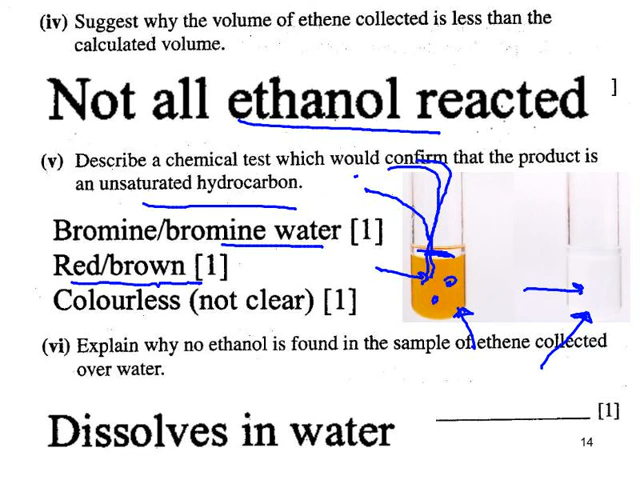 (iv) Suggest why the volume of ethene collected is less than the
calculated volume.
Not all ethanol reacted ]
(v) Describe a chemical test which would confirm that the product is
an unsaturated hydrocarbon.
Bromine/bromine water [1]
Red/brown [1]
Colourless (not clear) [1]
(vi) Explain why no ethanol is found in the sample of ethene collected
over water.
[1]
Dissolves in water
14